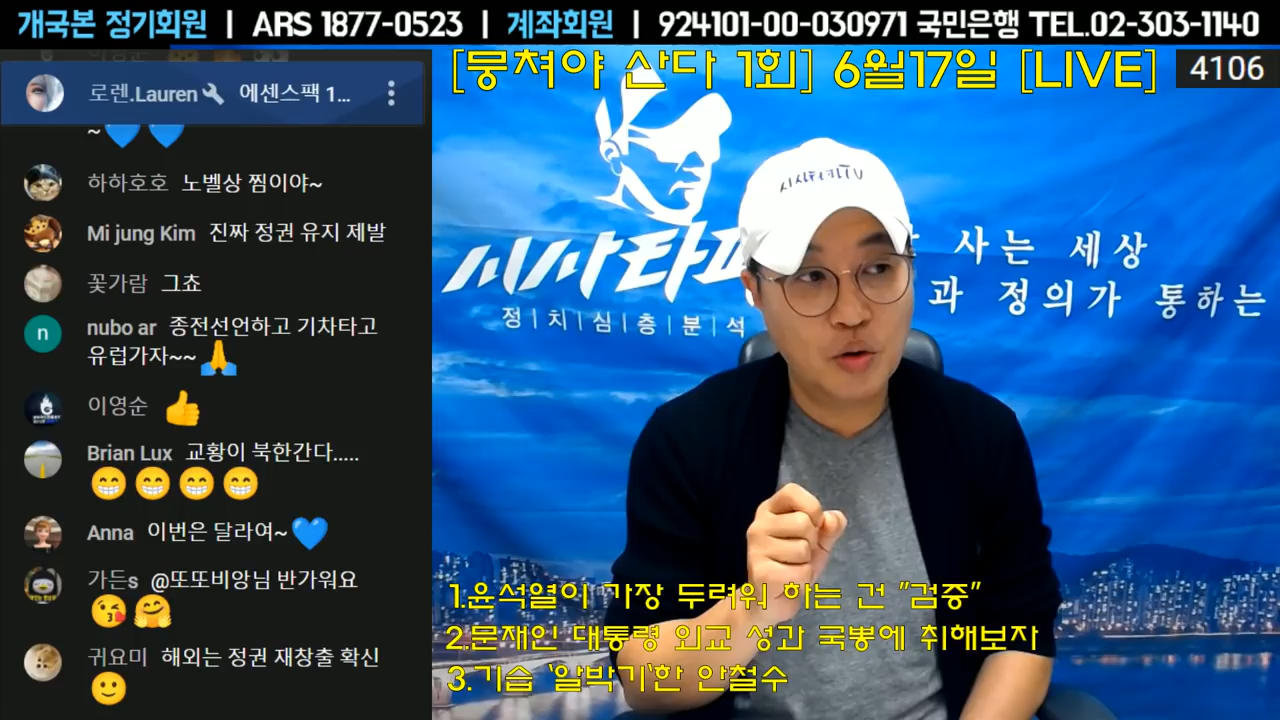 개국본 정기회원 | ARS 1877-0523 | 계좌회원 | 924101-00-030971 국민은행 TEL.02-303-1140
[뭉쳐야 산다 1회] 6월17일 [LIVE]
4106
로렌.Lauren 에센스팩 1...
~
하하호호 노벨상 찜이야~
Mi jung Kim 진짜 정권 유지 제발
꽃가람 그쵸
n
nubo ar 종전선언하고 기차타고
유럽가자~~
이영순
Brian Lux 교황이 북한간다.....
Anna 이번은 달라여~
가든s @또또비앙님 반가워요
귀요미 해외는 정권 재창출 확신
시사타파TV
시사타파
정|치|심|층|분|석
사는 세상
과 정의가 통하는
1.윤석열이 가장 두려워 하는 건 "검증"
2.문재인 대통령 외교 성과 국뽕에 취해보자
3.기습 '알박기'한 안철수